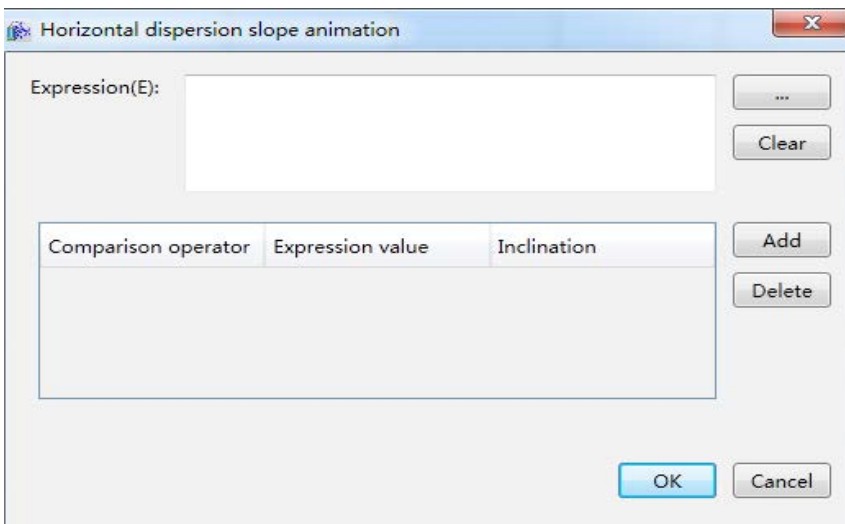 Horizontal dispersion slope animation
Expression(E):
...
Clear
Comparison operator Expression value Inclination
Add
Delete
OK Cancel